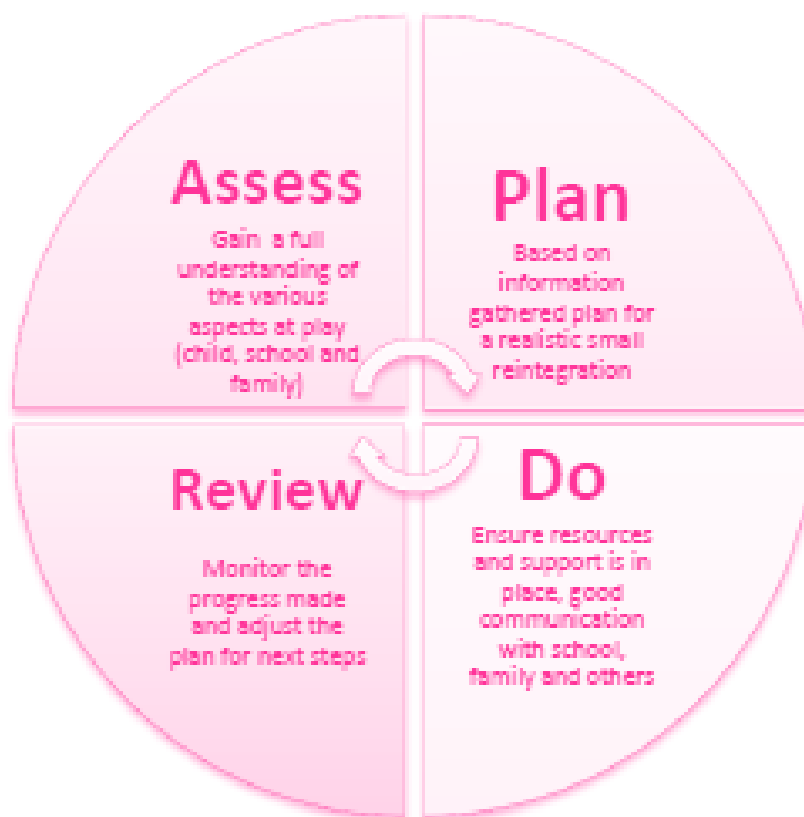 Assess
Gain a full
understanding of
the various
aspects at play
(child, school and
family)
Plan
Based on
information
gathered plan for
a realistic small
reintegration
Do
Ensure resources
and support is in
place, good
communication
with school,
family and others
Review
Monitor the
progress made
and adjust the
plan for next steps